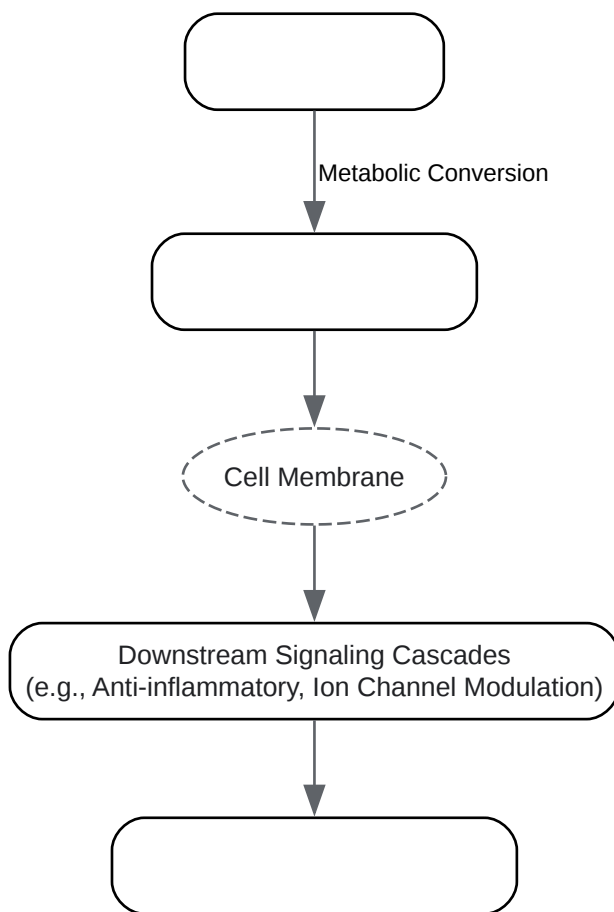 Metabolic Conversion
Cell Membrane
Downstream Signaling Cascades
(e.g., Anti-inflammatory, Ion Channel Modulation)